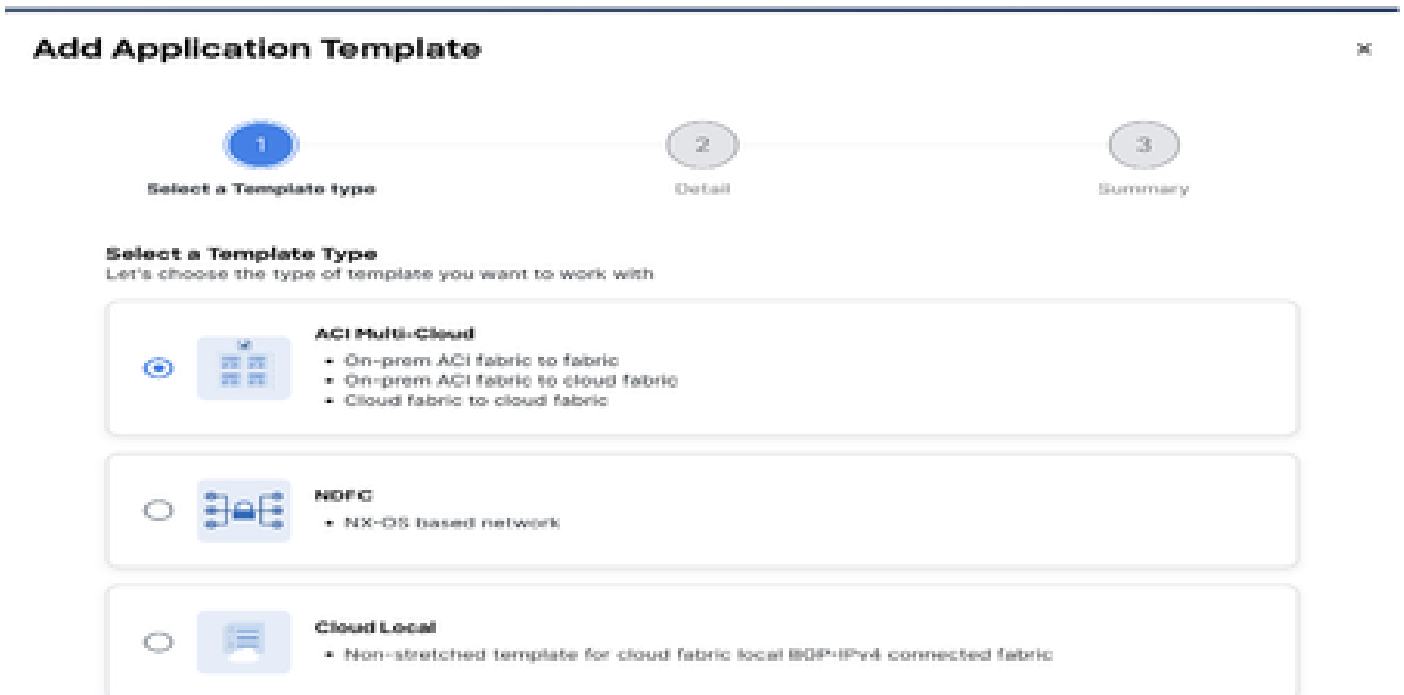 Add Application Template
1
2
3
Select a Template type
Detail
Summary
Select a Template Type
Let's choose the type of template you want to work with
ACI Multi-Cloud
• On-prem ACI fabric to fabric
• On-prem ACI fabric to cloud fabric
• Cloud fabric to cloud fabric
NDFC
• NX-OS based network
Cloud Local
• Non-stretched template for cloud fabric local BGP-IPv4 connected fabric